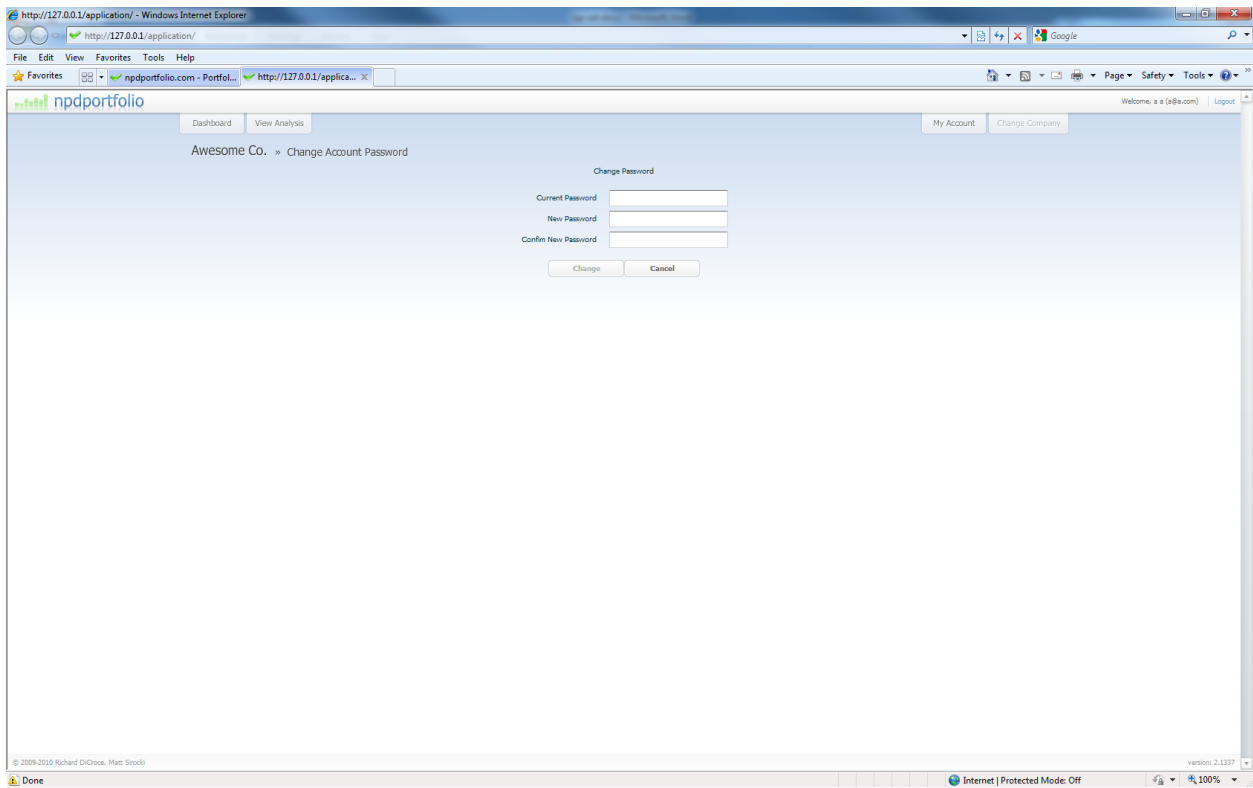 http://127.0.0.1/application/ - Windows Internet Explorer
http://127.0.0.1/application/
Google
File Edit View Favorites Tools Help
Favorites
npdportfolio.com - Portfol...
http://127.0.0.1/applica...
Page Safety Tools
npdportfolio
Welcome, a a (a@a.com) | Logout
Dashboard View Analysis My Account Change Company
Awesome Co. » Change Account Password
Change Password
Current Password
New Password
Confim New Password
Change Cancel
© 2009-2010 Richard DiCroce, Matt Sirocki
version: 2.1337
Done
Internet | Protected Mode: Off
100%